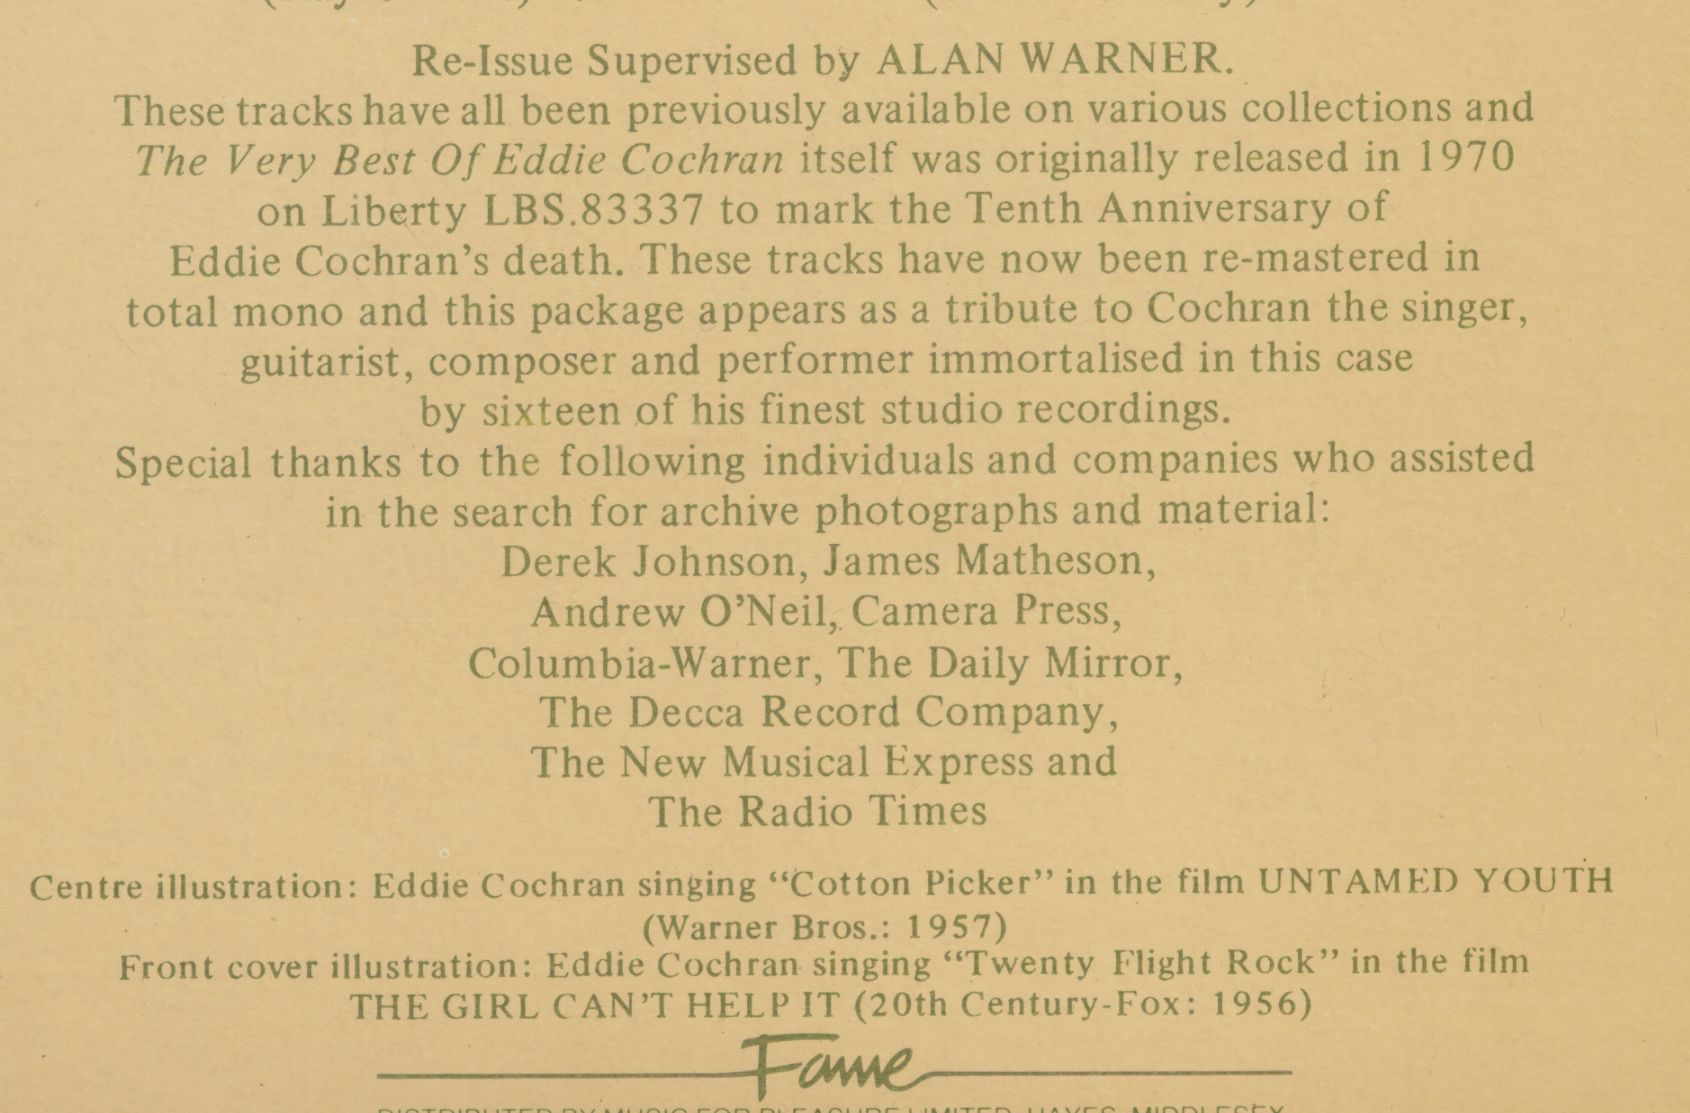 Re-Issue Supervised by ALAN WARNER.
These tracks have all been previously available on various collections and
The Very Best Of Eddie Cochran itself was originally released in 1970
on Liberty LBS.83337 to mark the Tenth Anniversary of
Eddie Cochran’s death. These tracks have now been re-mastered in
total mono and this package appears as a tribute to Cochran the singer,
guitarist, composer and performer immortalised in this case
by sixteen of his finest studio recordings.
Special thanks to the following individuals and companies who assisted
in the search for archive photographs and material:
Derek Johnson, James Matheson,
Andrew O’Neil, Camera Press,
Columbia-Warner, The Daily Mirror,
The Decca Record Company,
The New Musical Express and
The Radio Times
Centre illustration: Eddie Cochran singing “Cotton Picker” in the film UNTAMED YOUTH
(Warner Bros.: 1957)
Front cover illustration: Eddie Cochran singing “Twenty Flight Rock” in the film
THE GIRL CAN’T HELP IT (20th Century-Fox: 1956)
Fame
DISTRIBUTED BY MUSIC FOR PLEASURE LIMITED, HAYES, MIDDLESEX